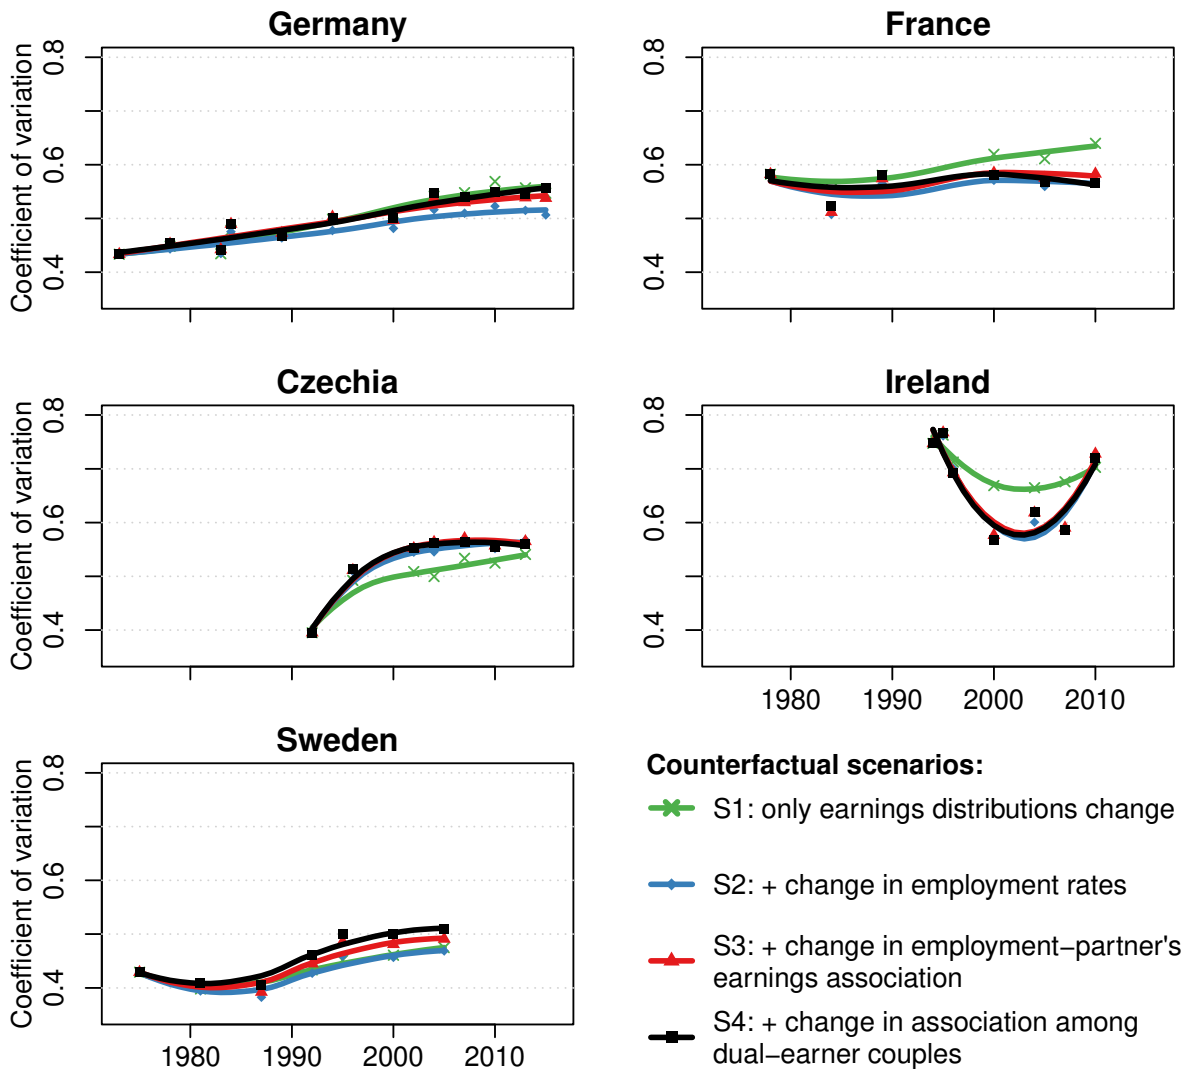 Germany
Coefficient of variation
0.8
0.6
0.4
France
0.8
0.6
0.4
Czechia
Coefficient of variation
0.8
0.6
0.4
Ireland
0.8
0.6
0.4
1980 1990 2000 2010
Sweden
Coefficient of variation
0.8
0.6
0.4
1980 1990 2000 2010
Counterfactual scenarios:
S1: only earnings distributions change
S2: + change in employment rates
S3: + change in employment−partner's
earnings association
S4: + change in association among
dual−earner couples